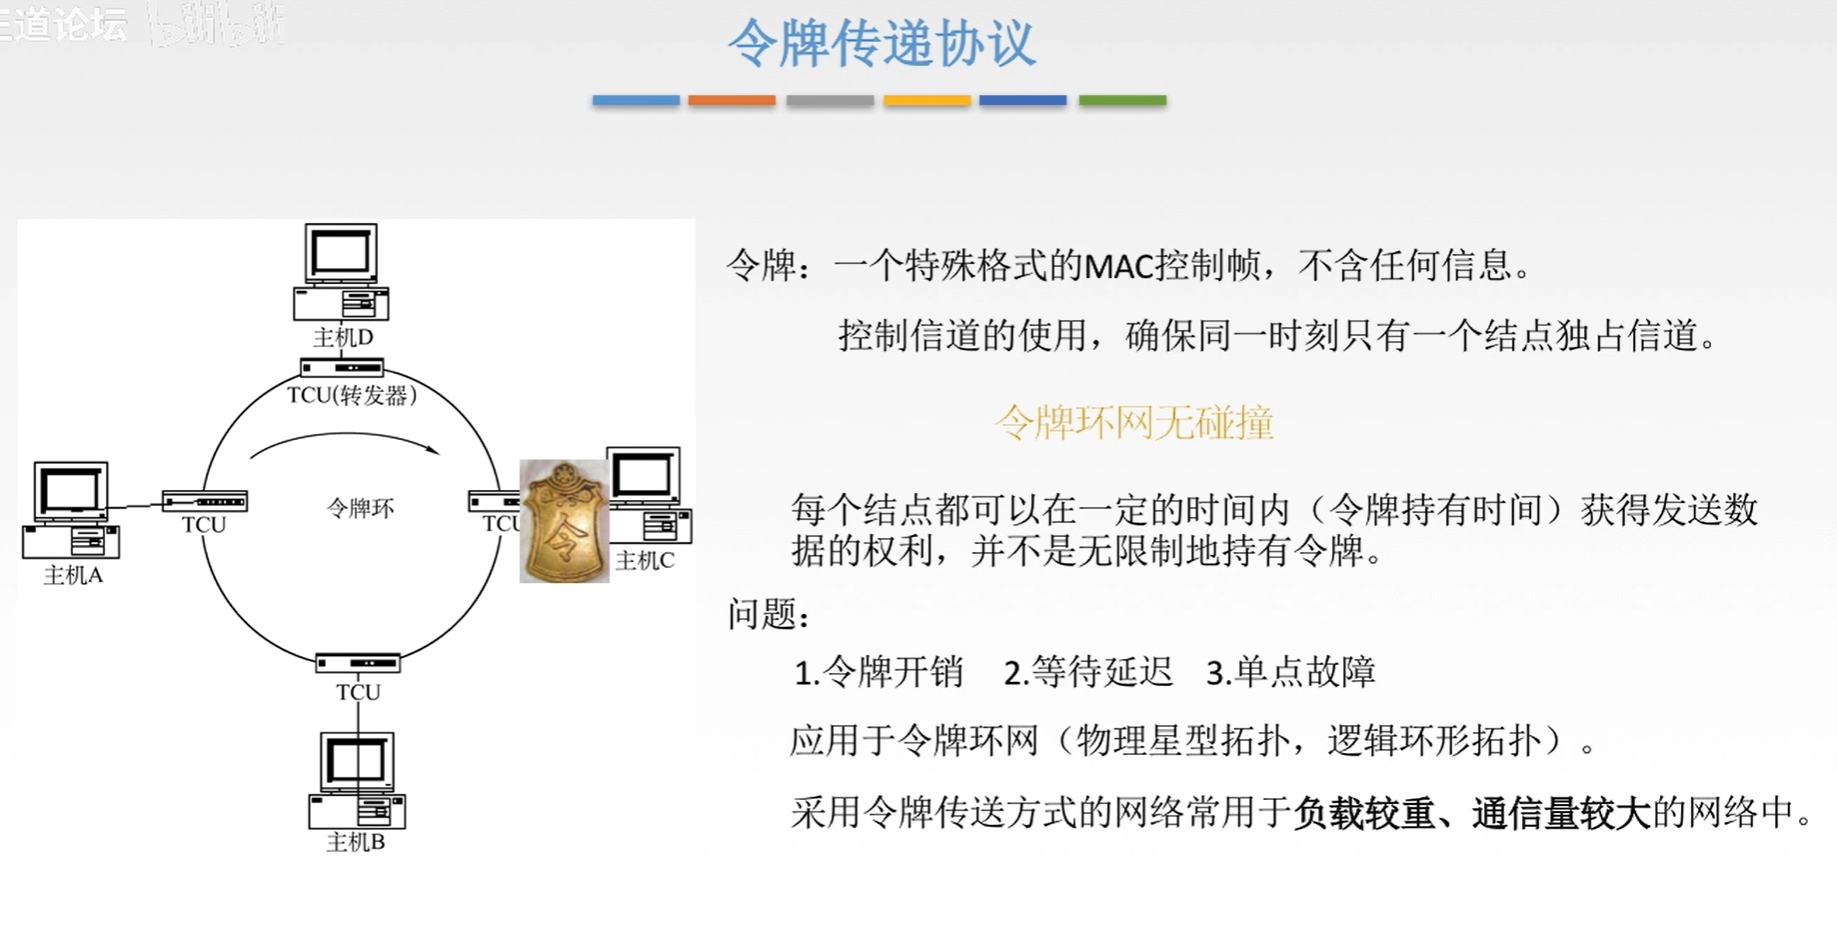 王道论坛 bilibili
令牌传递协议
主机D
TCU(转发器)
令牌环
主机A
TCU
TCU
令
主机C
TCU
主机B
令牌：一个特殊格式的MAC控制帧，不含任何信息。
控制信道的使用，确保同一时刻只有一个结点独占信道。
令牌环网无碰撞
每个结点都可以在一定的时间内（令牌持有时间）获得发送数
据的权利，并不是无限制地持有令牌。
问题：
1.令牌开销 2.等待延迟 3.单点故障
应用于令牌环网（物理星型拓扑，逻辑环形拓扑）。
采用令牌传送方式的网络常用于负载较重、通信量较大的网络中。